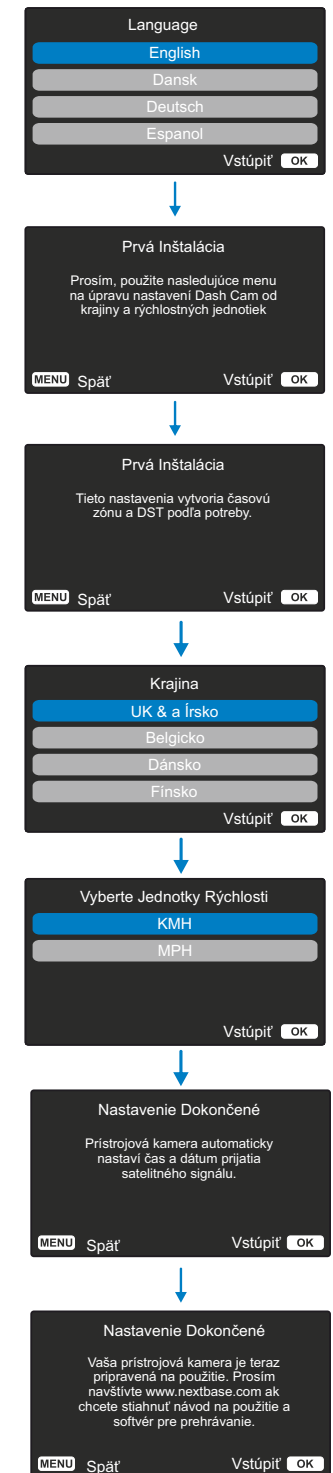 Language
English
Dansk
Deutsch
Espanol
Vstúpiť OK
Prvá Inštalácia
Prosím, použite nasledujúce menu
na úpravu nastavení Dash Cam od
krajiny a rýchlostných jednotiek
MENU Späť Vstúpiť OK
Prvá Inštalácia
Tieto nastavenia vytvoria časovú
zónu a DST podľa potreby.
MENU Späť Vstúpiť OK
Krajina
UK & a Írsko
Belgicko
Dánsko
Fínsko
Vstúpiť OK
Vyberte Jednotky Rýchlosti
KMH
MPH
Vstúpiť OK
Nastavenie Dokončené
Prístrojová kamera automaticky
nastaví čas a dátum prijatia
satelitného signálu.
MENU Späť Vstúpiť OK
Nastavenie Dokončené
Vaša prístrojová kamera je teraz
pripravená na použitie. Prosím
navštívte www.nextbase.com ak
chcete stiahnuť návod na použitie a
softvér pre prehrávanie.
MENU Späť Vstúpiť OK